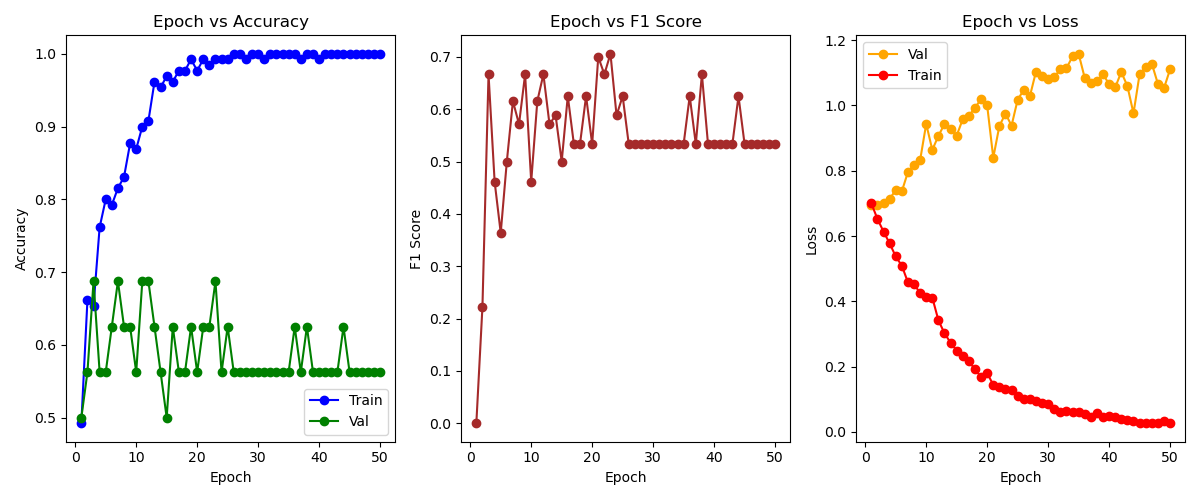 Epoch vs Accuracy
1.0
0.9
0.8
0.7
0.6
0.5
Accuracy
0 10 20 30 40 50
Epoch
Train
Val
Epoch vs F1 Score
0.7
0.6
0.5
0.4
0.3
0.2
0.1
0.0
F1 Score
0 10 20 30 40 50
Epoch
Epoch vs Loss
1.2
1.0
0.8
0.6
0.4
0.2
0.0
Loss
0 10 20 30 40 50
Epoch
Val
Train